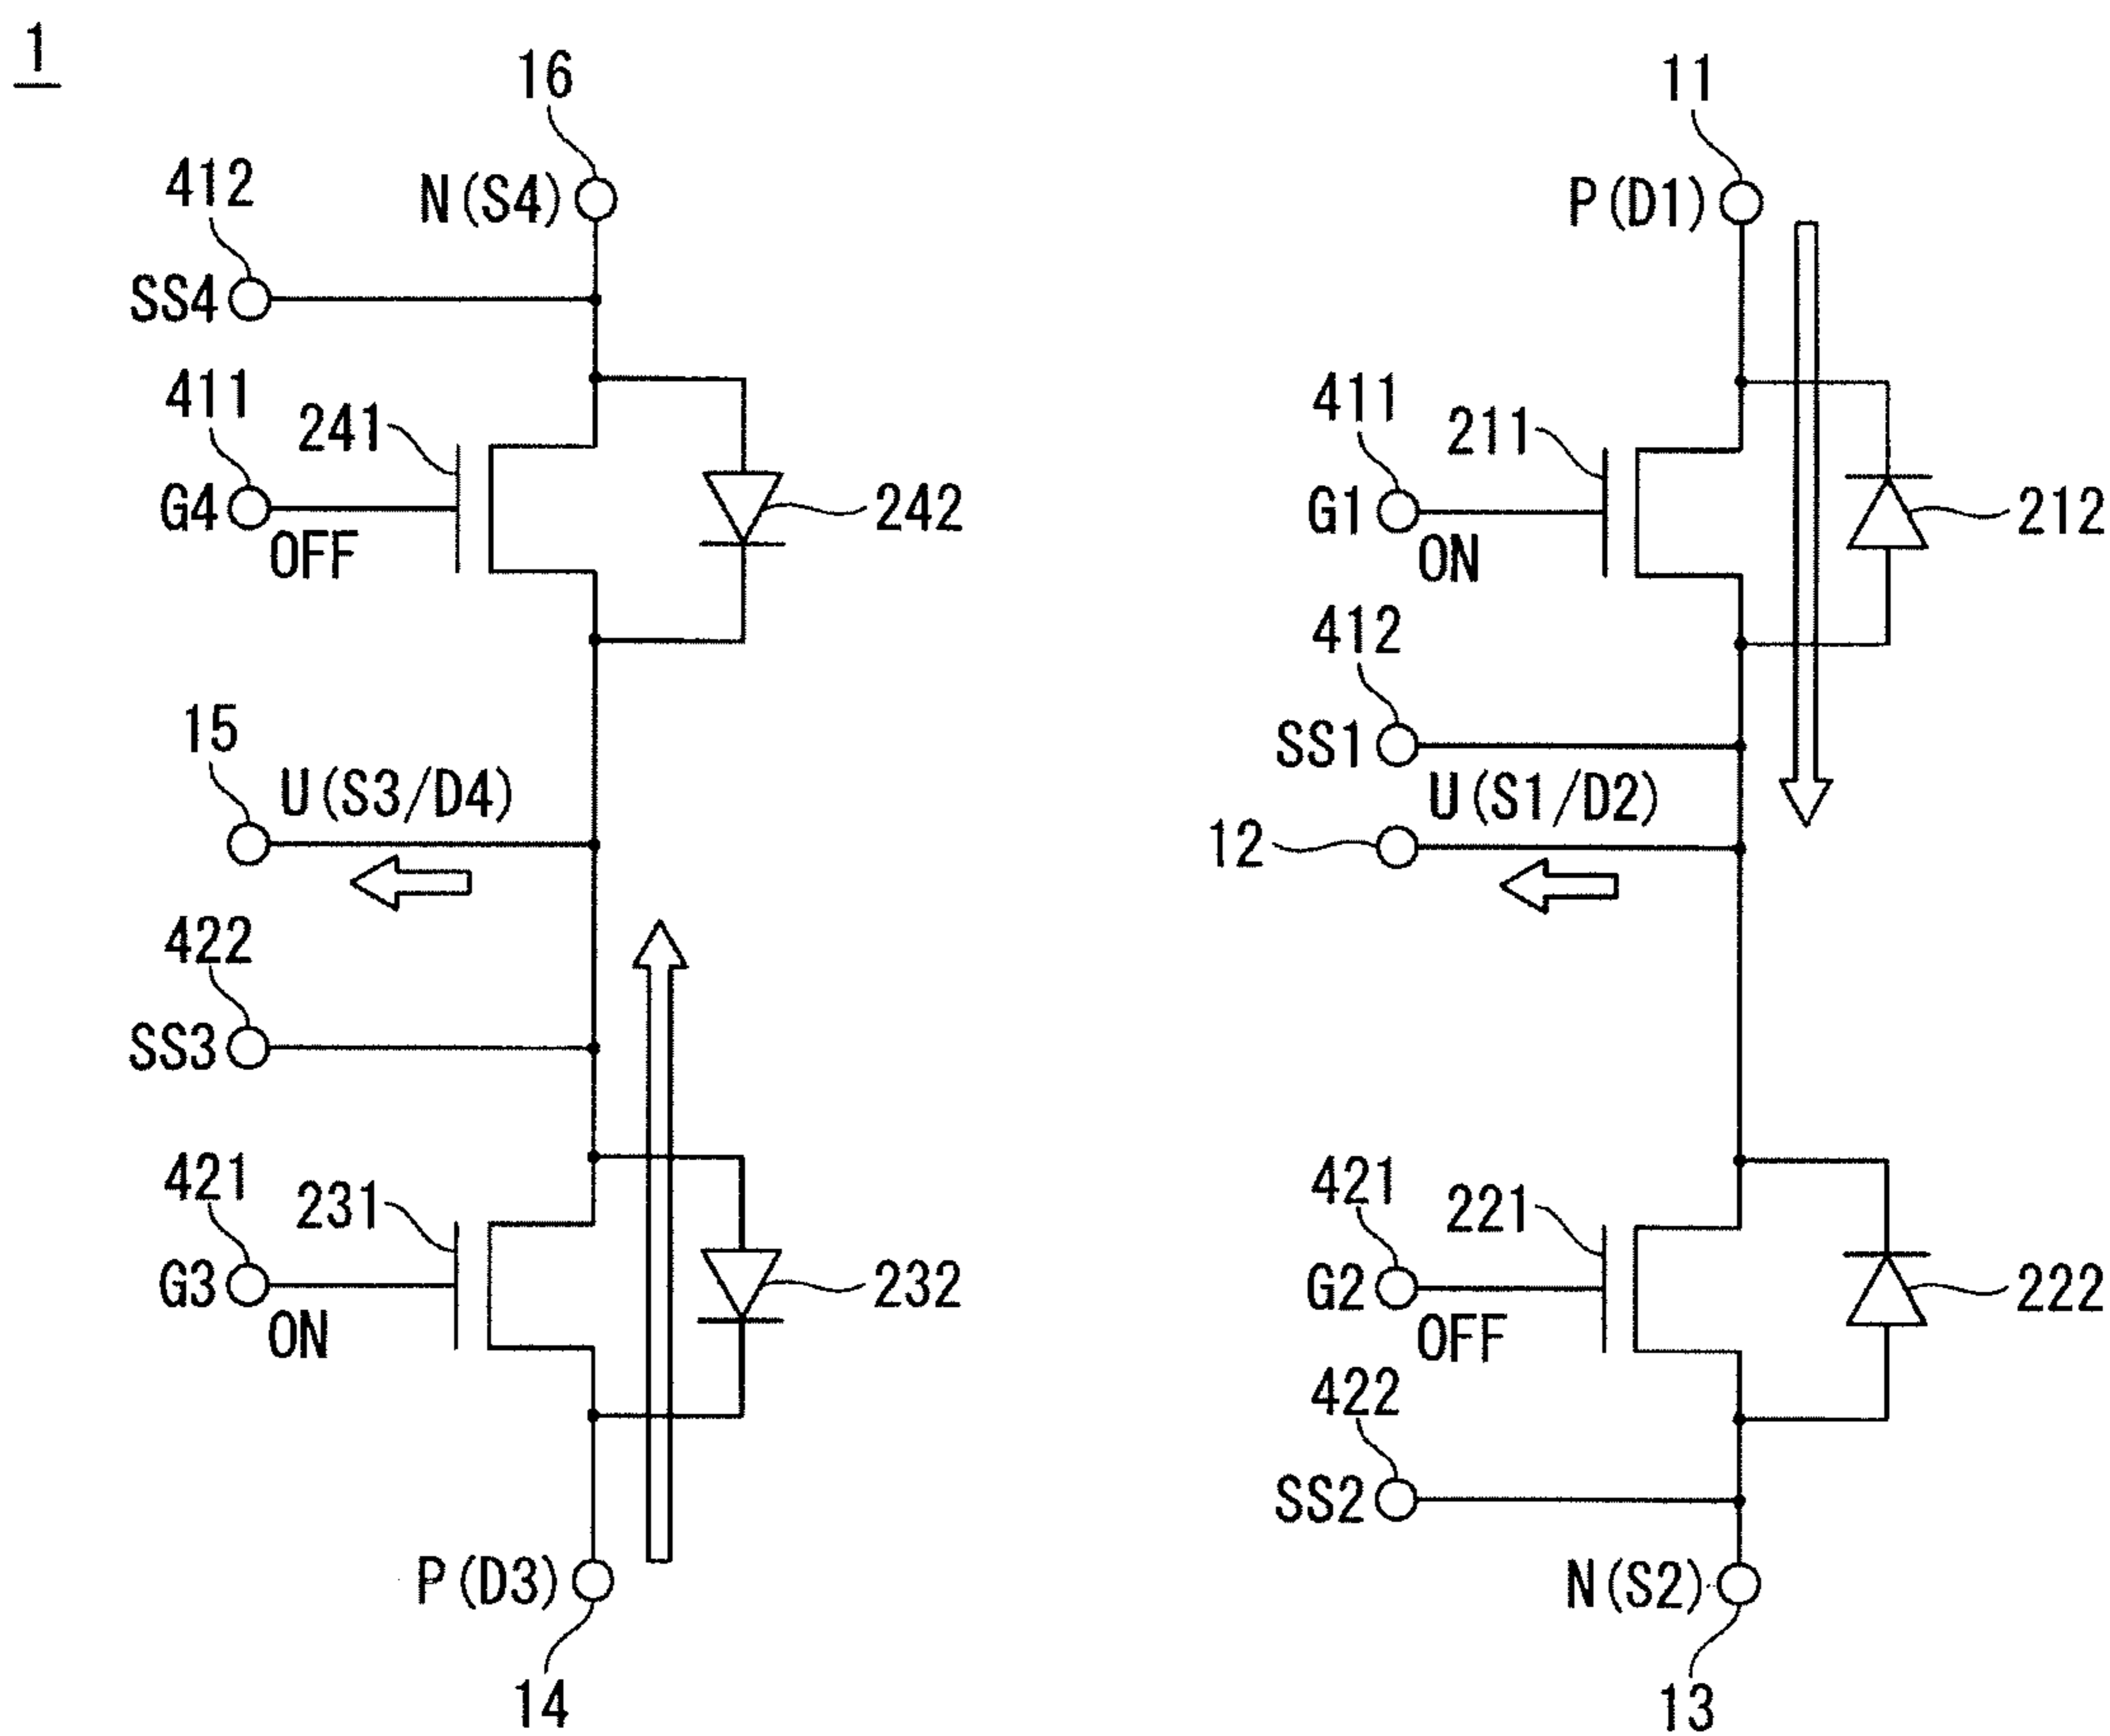 1
16
11
412
N(S4)
P(D1)
SS4
411
241
411
211
G4
242
G1
212
OFF
ON
412
15
SS1
U(S3/D4)
U(S1/D2)
12
422
SS3
421
231
421
221
G3
232
G2
222
ON
OFF
422
SS2
P(D3)
N(S2)
14
13